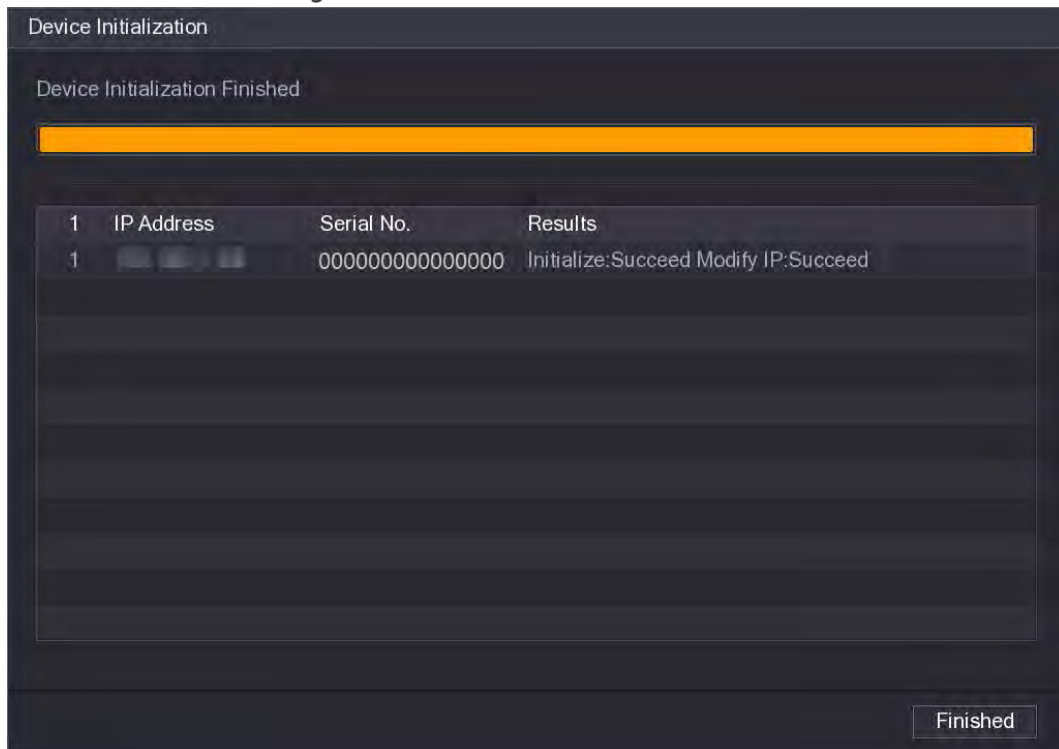 Device Initialization
Device Initialization Finished
1 IP Address Serial No. Results
1 000000000000000 Initialize:Succeed Modify IP:Succeed
Finished